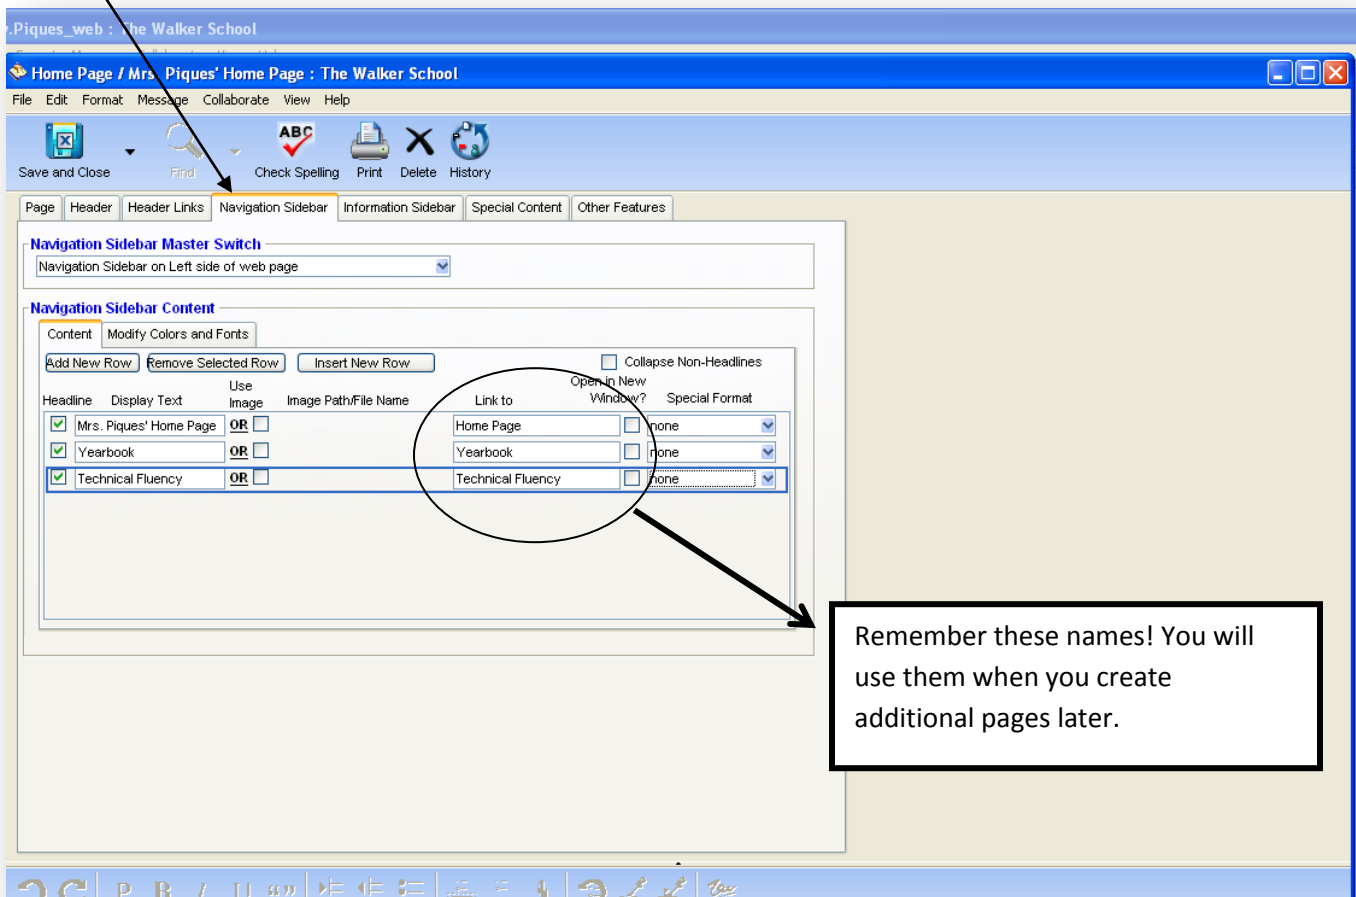 .Piques_web : The Walker School
Home Page / Mrs. Piques' Home Page : The Walker School
File Edit Format Message Collaborate View Help
ABC
Save and Close Find Check Spelling Print Delete History
Page Header Header Links Navigation Sidebar Information Sidebar Special Content Other Features
Navigation Sidebar Master Switch
Navigation Sidebar on Left side of web page
Navigation Sidebar Content
Content Modify Colors and Fonts
Add New Row Remove Selected Row Insert New Row Collapse Non-Headlines
Headline Display Text Use Image Image Path/File Name Link to Open in New Window? Special Format
Mrs. Piques' Home Page OR Home Page none
Yearbook OR Yearbook none
Technical Fluency OR Technical Fluency none
Remember these names! You will
use them when you create
additional pages later.
P B I U “”